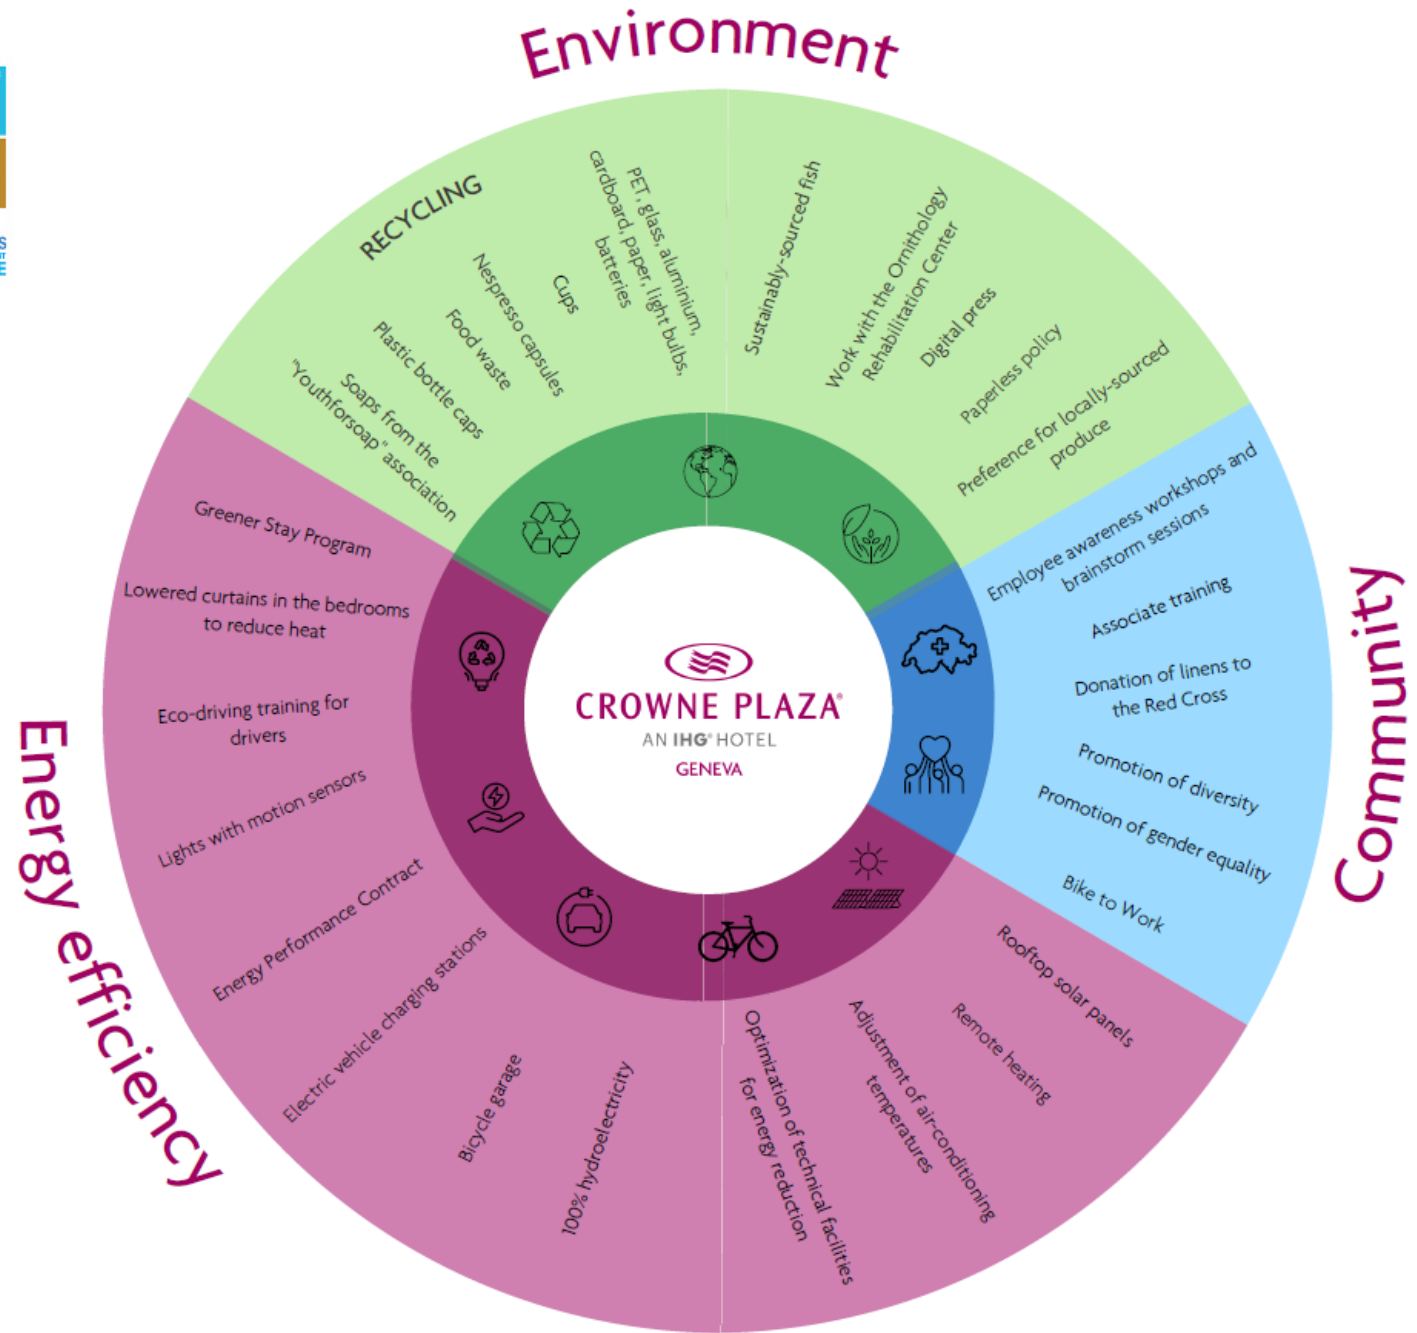 Environment
RECYCLING
"Youthforsoap" association
Soaps from the
Plastic bottle caps
Food waste
Nespresso capsules
Cups
PET, glass, aluminium,
cardboard, paper, light bulbs,
batteries
Sustainably-sourced fish
Work with the Ornithology
Rehabilitation Center
Digital press
Paperless policy
Preference for locally-sourced
produce
Community
Employee awareness workshops and
brainstorm sessions
Associate training
Donation of linens to
the Red Cross
Promotion of diversity
Promotion of gender equality
Bike to Work
Energy efficiency
Rooftop solar panels
Remote heating
Adjustment of air-conditioning
temperatures
Optimization of technical facilities
for energy reduction
100% hydroelectricity
Bicycle garage
Electric vehicle charging stations
Energy Performance Contract
Lights with motion sensors
Eco-driving training for
drivers
Lowered curtains in the bedrooms
to reduce heat
Greener Stay Program
CROWNE PLAZA®
AN IHG® HOTEL
GENEVA